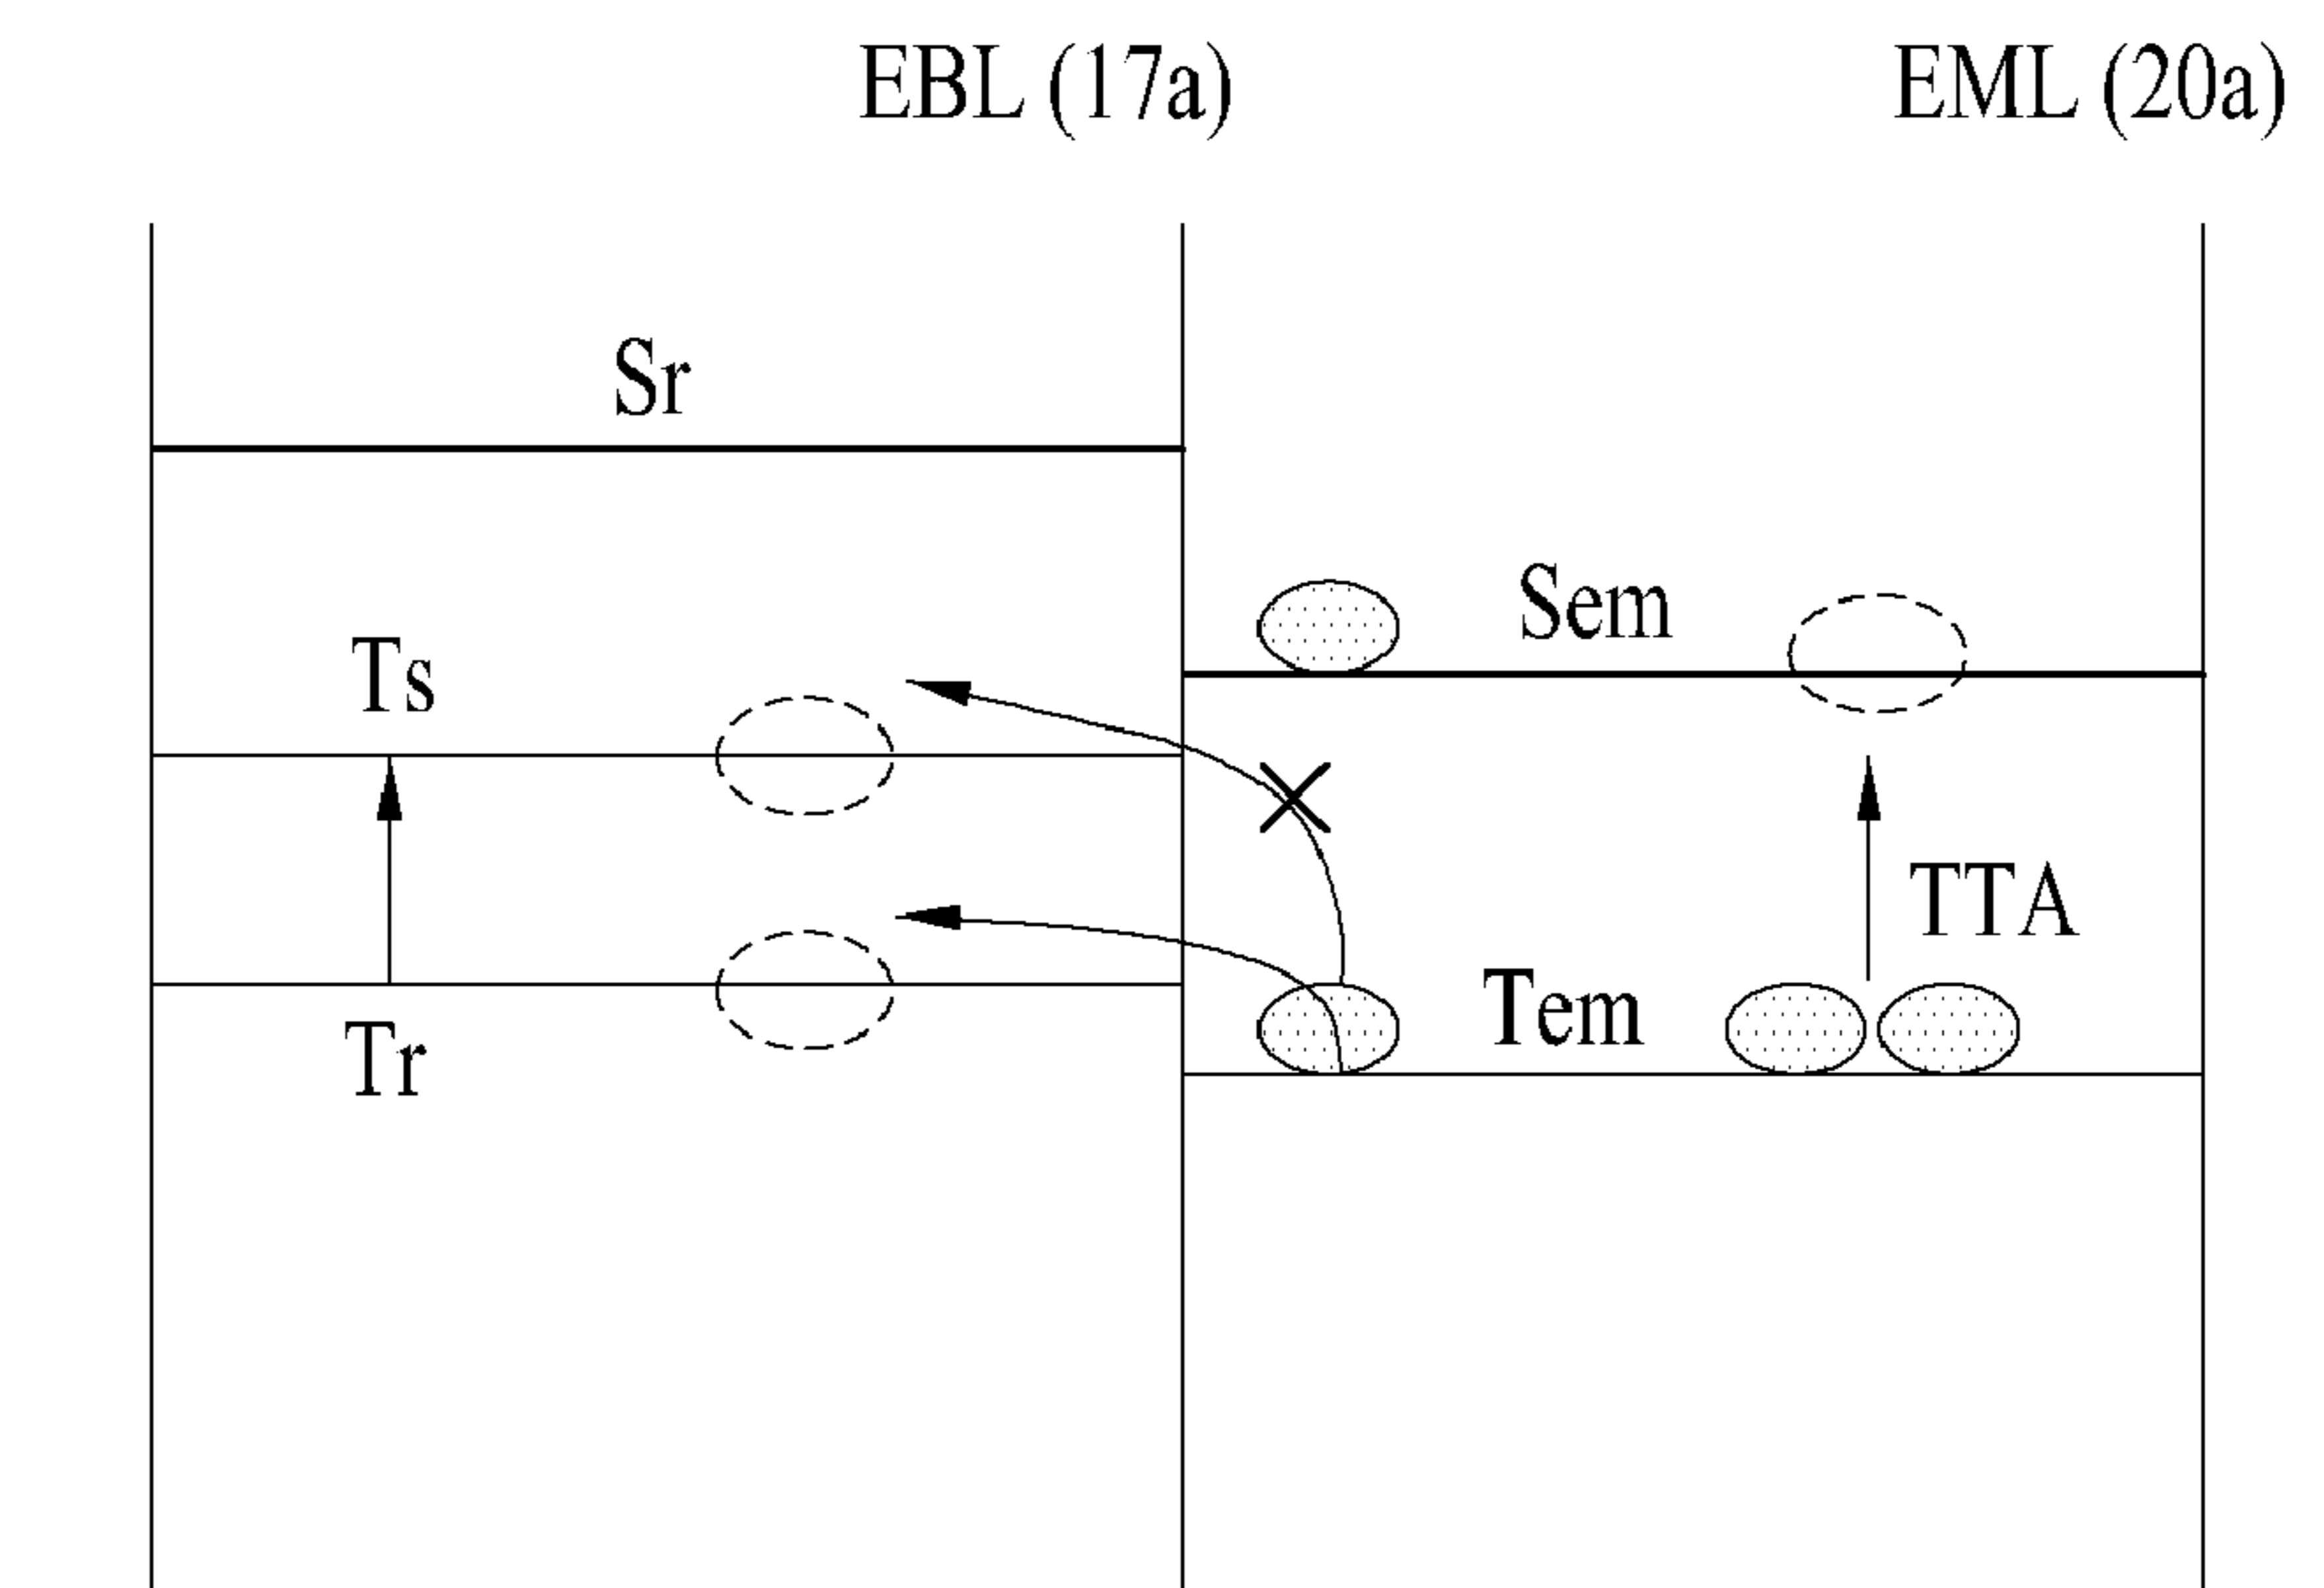 EBL (17a)
EML (20a)
Sr
Sem
Ts
TTA
Tem
Tr